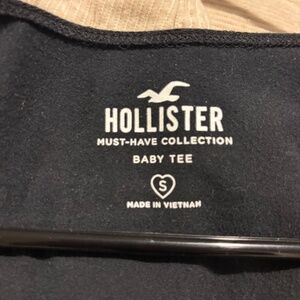 HOLLISTER
MUST-HAVE COLLECTION
BABY TEE
S
MADE IN VIETNAM